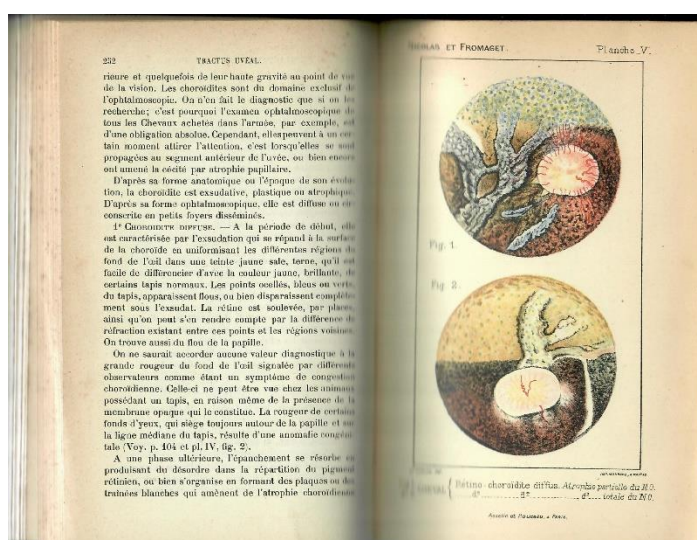 232 TRACTUS UVÉAL.
rieure et quelquefois de leur haute gravité au point de vue
de la vision. Les choroïdites sont du domaine exclusif de
l'ophtalmoscopie. On n'en fait le diagnostic que si on les
recherche; c'est pourquoi l'examen ophtalmoscopique de
tous les Chevaux achetés dans l'armée, par exemple, est
d'une obligation absolue. Cependant, elles peuvent à un cer-
tain moment attirer l'attention, c'est lorsqu'elles se sont
propagées au segment antérieur de l'uvée, ou bien encore
ont amené la cécité par atrophie papillaire.
D'après sa forme anatomique ou l'époque de son évolu-
tion, la choroïdite est exsudative, plastique ou atrophique.
D'après sa forme ophtalmoscopique, elle est diffuse ou cir-
conscrite en petits foyers disséminés.
1° CHOROÏDITE DIFFUSE. — A la période de début, elle
est caractérisée par l'exsudation qui se répand à la surface
de la choroïde en uniformisant les différentes régions du
fond de l'œil dans une teinte jaune sale, terne, qu'il est
facile de différencier d'avec la couleur jaune, brillante, de
certains tapis normaux. Les points ocellés, bleus ou verts,
du tapis, apparaissent flous, ou bien disparaissent complète-
ment sous l'exsudat. La rétine est soulevée, par places,
ainsi qu'on peut s'en rendre compte par la différence de
réfraction existant entre ces points et les régions voisines.
On trouve aussi du flou de la papille.
On ne saurait accorder aucune valeur diagnostique à la
grande rougeur du fond de l'œil signalée par différents
observateurs comme étant un symptôme de congestion
choroïdienne. Celle-ci ne peut être vue chez les animaux
possédant un tapis, en raison même de la présence de la
membrane opaque qui le constitue. La rougeur de certains
fonds d'yeux, qui siège toujours autour de la papille et sur
la ligne médiane du tapis, résulte d'une anomalie congéni-
tale (Voy. p. 104 et pl. IV, fig. 2).
A une phase ultérieure, l'épanchement se résorbe en
produisant du désordre dans la répartition du pigment
rétinien, ou bien s'organise en formant des plaques ou des
traînées blanches qui amènent de l'atrophie choroïdienne
NICOLAS ET FROMAGET. Planche V.
Fig. 1.
Fig. 2.
CHEVAL { Rétino-choroïdite diffus. Atrophie partielle du N.O.
d° d° d° totale du N.O.